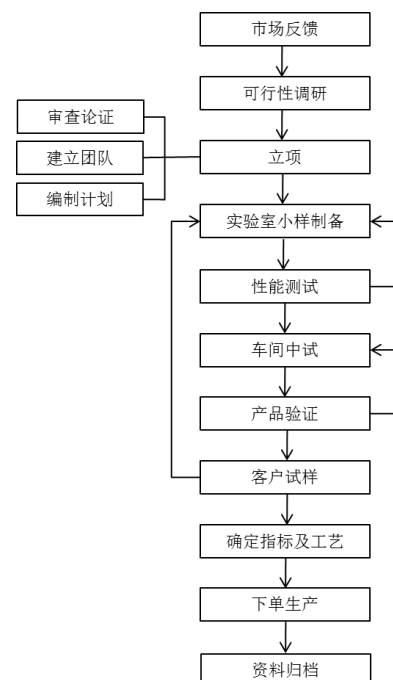 市场反馈
可行性调研
审查论证
建立团队
立项
编制计划
实验室小样制备
性能测试
车间中试
产品验证
客户试样
确定指标及工艺
下单生产
资料归档